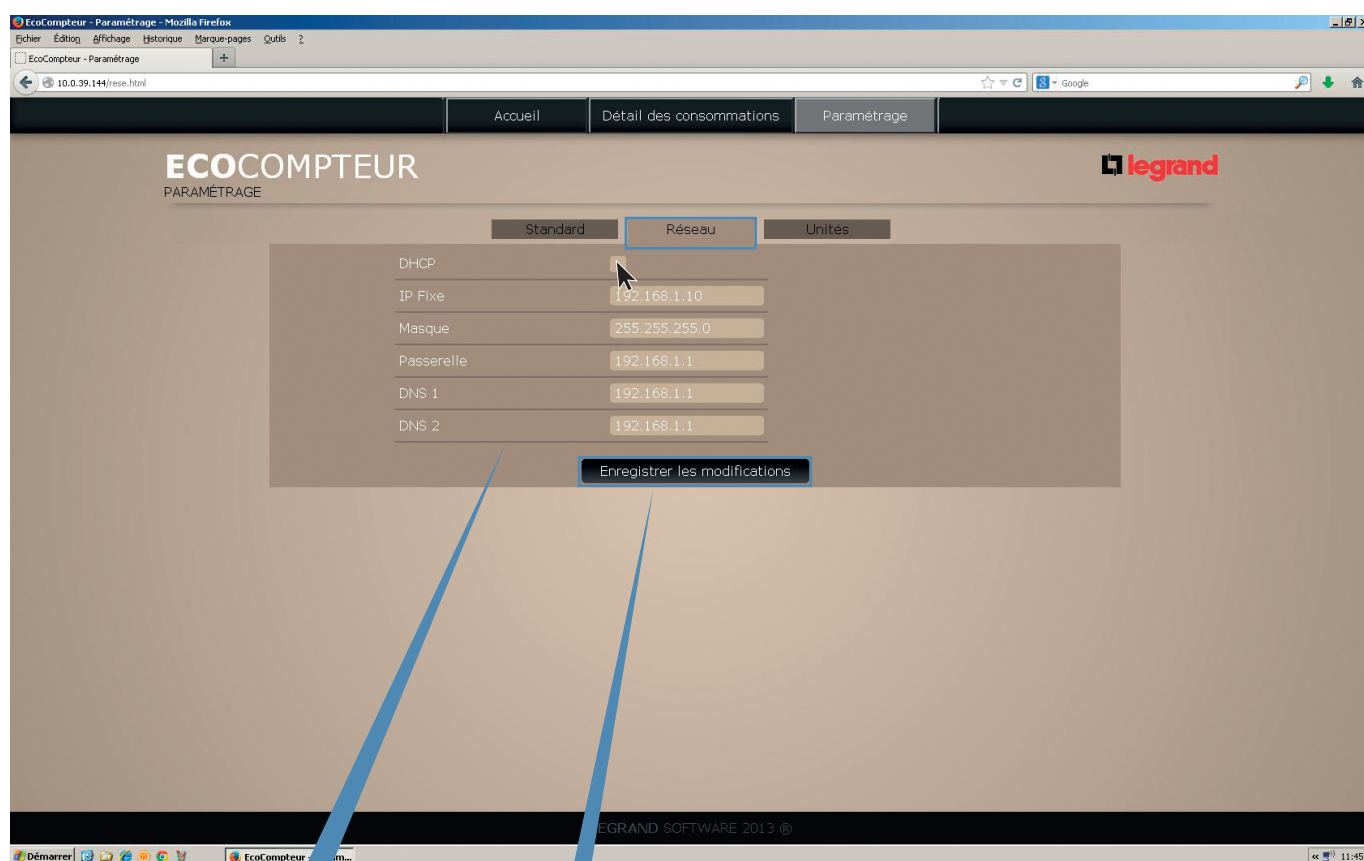 EcoCompteur - Paramétrage - Mozilla Firefox
Fichier Édition Affichage Historique Marque-pages Outils ?
EcoCompteur - Paramétrage +
10.0.39.144/rese.html
Google
Accueil Détail des consommations Paramétrage
ECOCOMPTEUR
legrand
PARAMÉTRAGE
Standard Réseau Unités
DHCP
IP Fixe 192.168.1.10
Masque 255.255.255.0
Passerelle 192.168.1.1
DNS 1 192.168.1.1
DNS 2 192.168.1.1
Enregistrer les modifications
EGRAND SOFTWARE 2013 ®
Démarrer EcoCompteur - m... 11:45